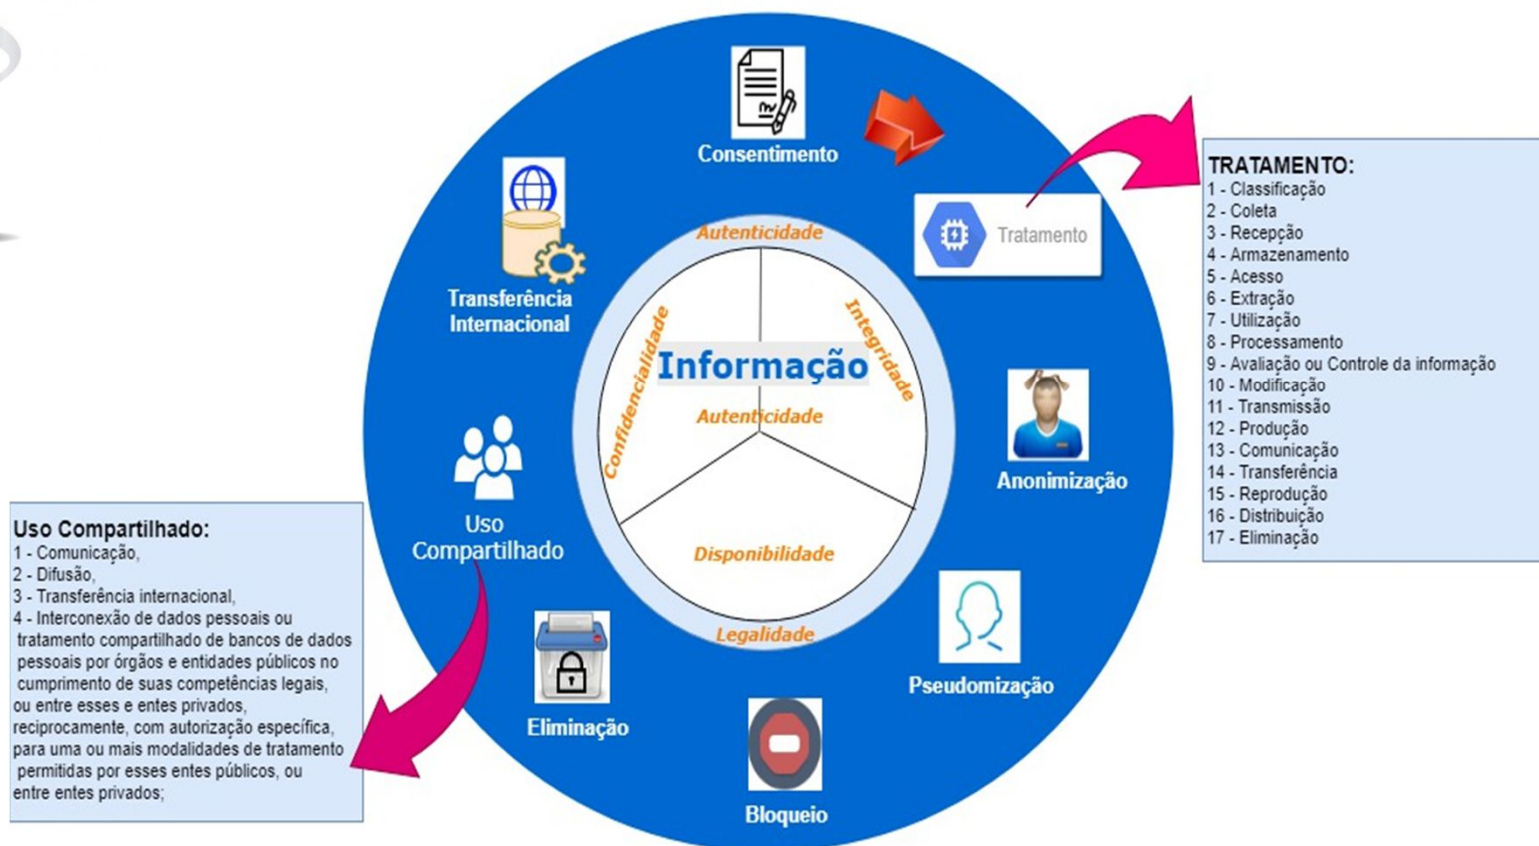 Consentimento
Tratamento
Anonimização
Pseudomização
Bloqueio
Eliminação
Uso
Compartilhado
Transferência
Internacional
Autenticidade
Confidencialidade
Integridade
Informação
Autenticidade
Disponibilidade
Legalidade
TRATAMENTO:
1 - Classificação
2 - Coleta
3 - Recepção
4 - Armazenamento
5 - Acesso
6 - Extração
7 - Utilização
8 - Processamento
9 - Avaliação ou Controle da informação
10 - Modificação
11 - Transmissão
12 - Produção
13 - Comunicação
14 - Transferência
15 - Reprodução
16 - Distribuição
17 - Eliminação
Uso Compartilhado:
1 - Comunicação,
2 - Difusão,
3 - Transferência internacional,
4 - Interconexão de dados pessoais ou
tratamento compartilhado de bancos de dados
pessoais por órgãos e entidades públicos no
cumprimento de suas competências legais,
ou entre esses e entes privados,
reciprocamente, com autorização específica,
para uma ou mais modalidades de tratamento
permitidas por esses entes públicos, ou
entre entes privados;